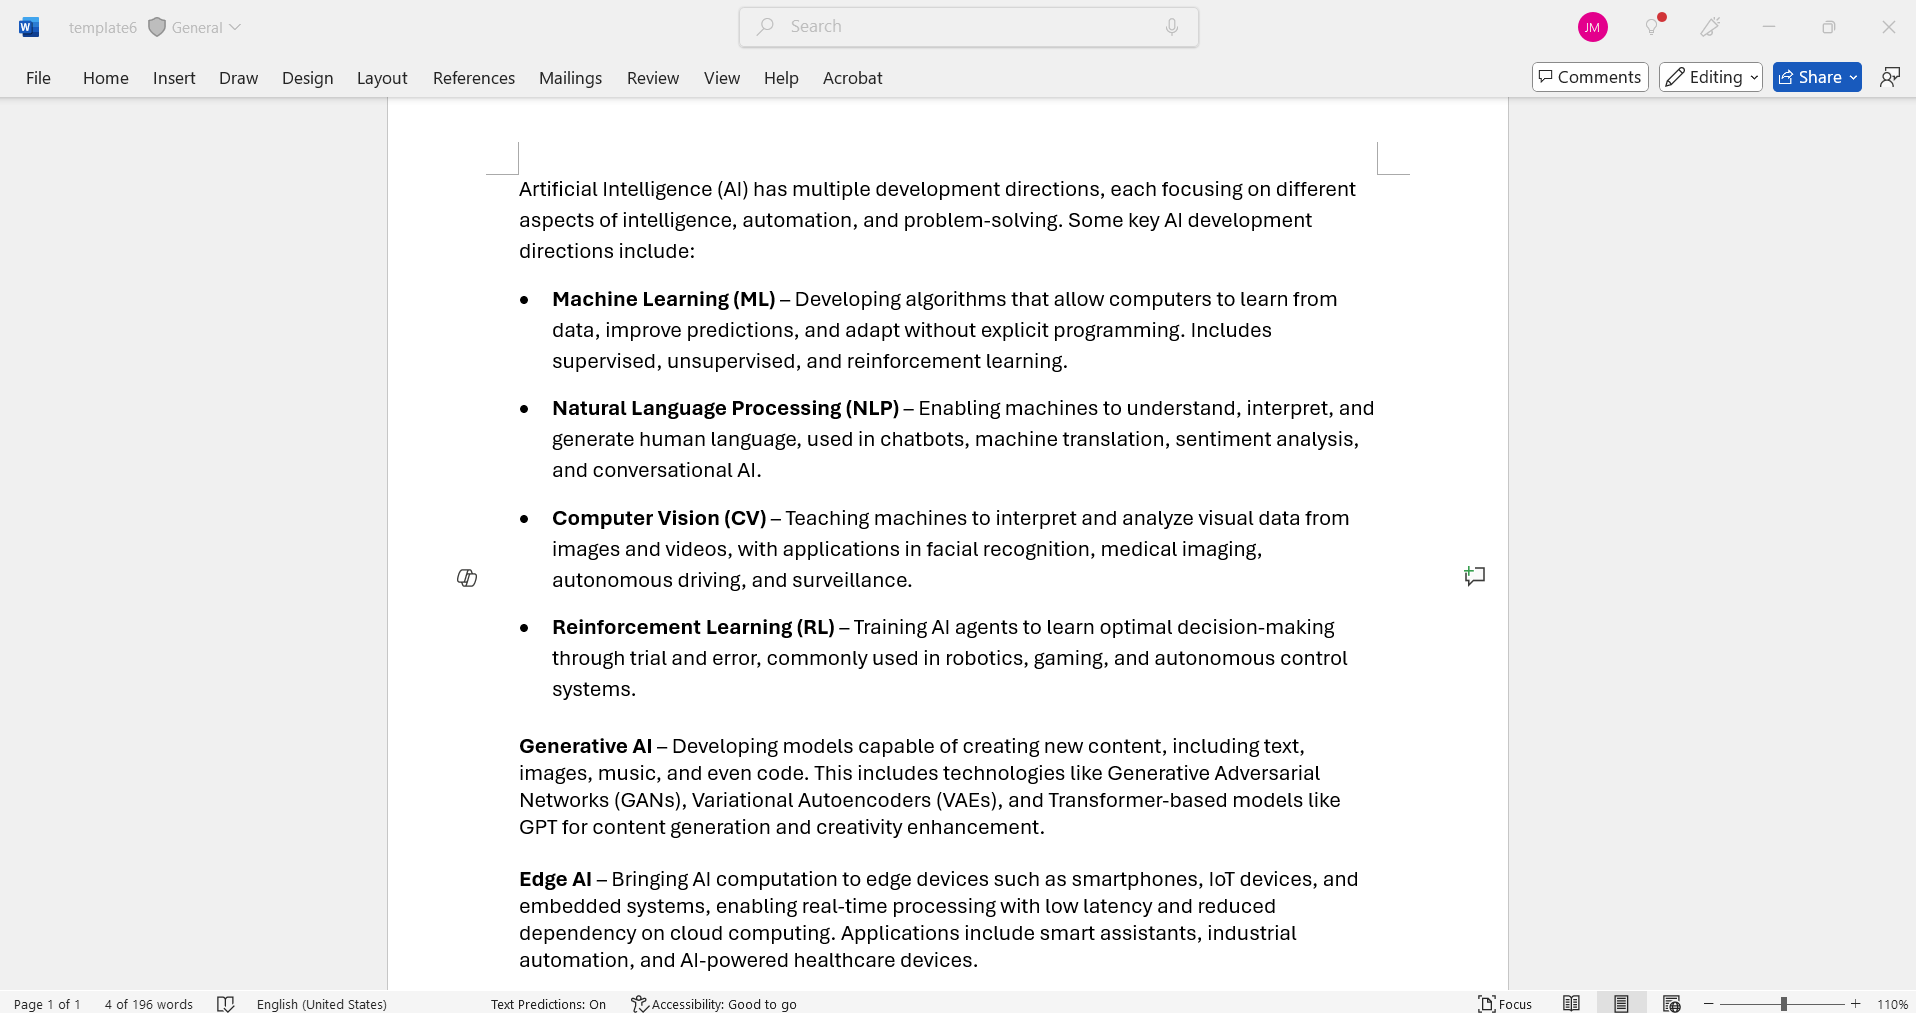 template6 General
Search
JM
File Home Insert Draw Design Layout References Mailings Review View Help Acrobat
Comments Editing Share
Artificial Intelligence (AI) has multiple development directions, each focusing on different
aspects of intelligence, automation, and problem-solving. Some key AI development
directions include:
• Machine Learning (ML) – Developing algorithms that allow computers to learn from
data, improve predictions, and adapt without explicit programming. Includes
supervised, unsupervised, and reinforcement learning.
• Natural Language Processing (NLP) – Enabling machines to understand, interpret, and
generate human language, used in chatbots, machine translation, sentiment analysis,
and conversational AI.
• Computer Vision (CV) – Teaching machines to interpret and analyze visual data from
images and videos, with applications in facial recognition, medical imaging,
autonomous driving, and surveillance.
• Reinforcement Learning (RL) – Training AI agents to learn optimal decision-making
through trial and error, commonly used in robotics, gaming, and autonomous control
systems.
Generative AI – Developing models capable of creating new content, including text,
images, music, and even code. This includes technologies like Generative Adversarial
Networks (GANs), Variational Autoencoders (VAEs), and Transformer-based models like
GPT for content generation and creativity enhancement.
Edge AI – Bringing AI computation to edge devices such as smartphones, IoT devices, and
embedded systems, enabling real-time processing with low latency and reduced
dependency on cloud computing. Applications include smart assistants, industrial
automation, and AI-powered healthcare devices.
Page 1 of 1 4 of 196 words English (United States) Text Predictions: On Accessibility: Good to go Focus 110%